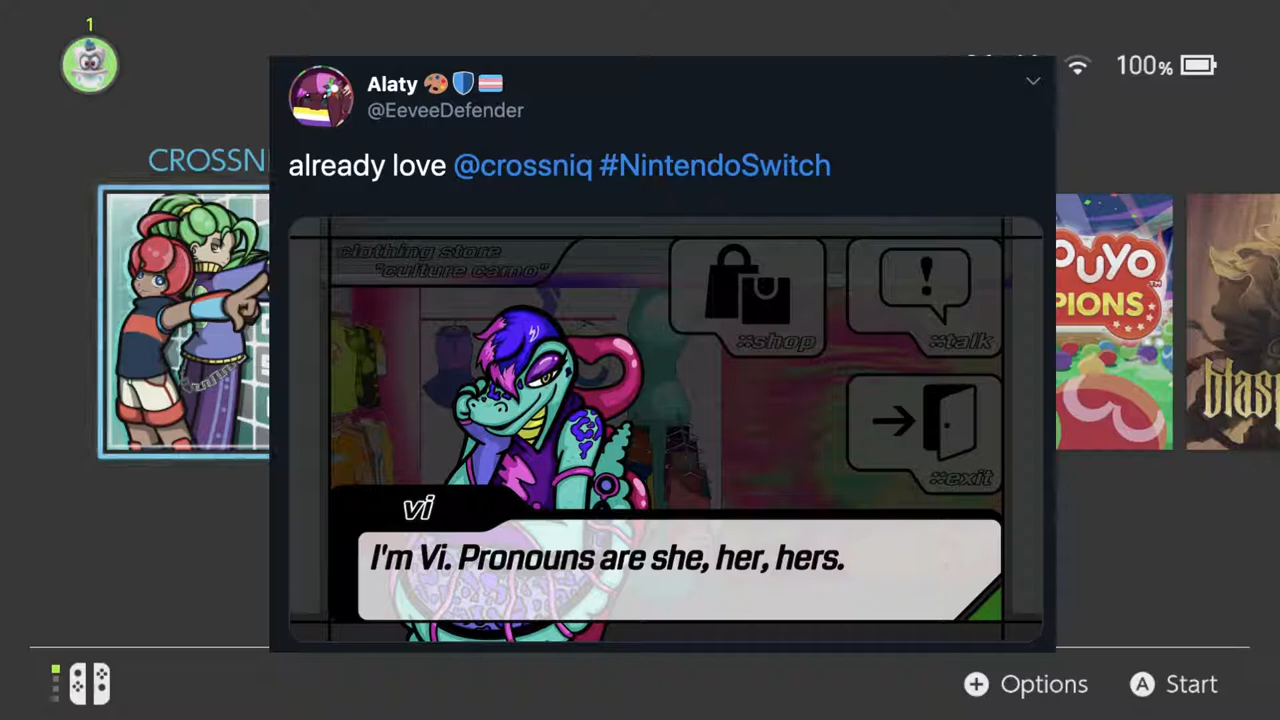 1
100%
Alaty
@EeveeDefender
CROSSN
already love @crossniq #NintendoSwitch
clothing store
"culture camo"
::shop
::talk
::exit
PUYO
PIONS
blas
vi
I'm Vi. Pronouns are she, her, hers.
Options
A Start